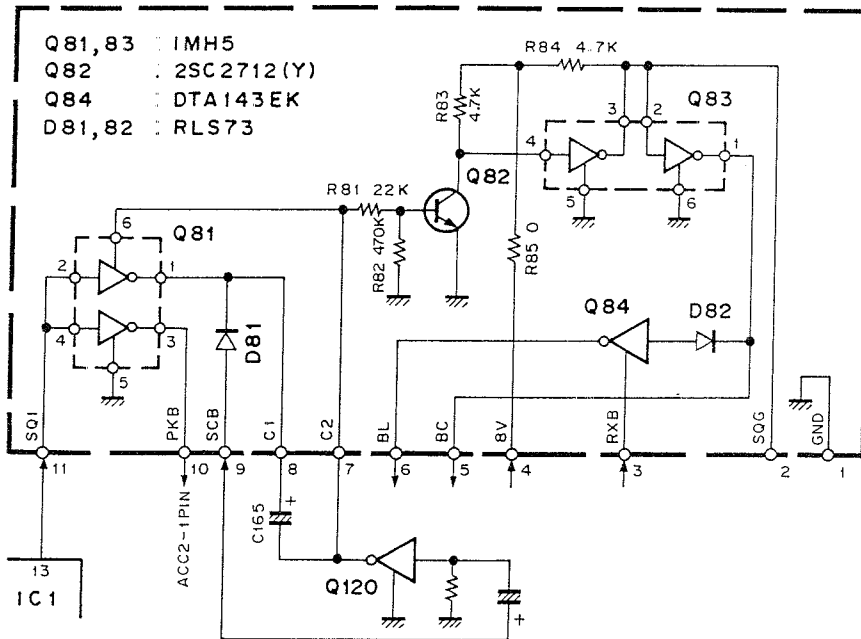 Q81,83 : IMH5
Q82 : 2SC2712(Y)
Q84 : DTA143EK
D81,82 : RLS73
R84 4.7K
R83 4.7K
3 2 Q83
4 1
5 6
Q82
R81 22K
R82 470K
R85 0
6 Q81
2 1
4 3
5
D81
Q84 D82
SQ1 PKB SCB C1 C2 BL BC 8V RXB SQG GND
11 10 9 8 7 6 5 4 3 2 1
ACC2-1PIN
C165 +
13
IC1
Q120
+